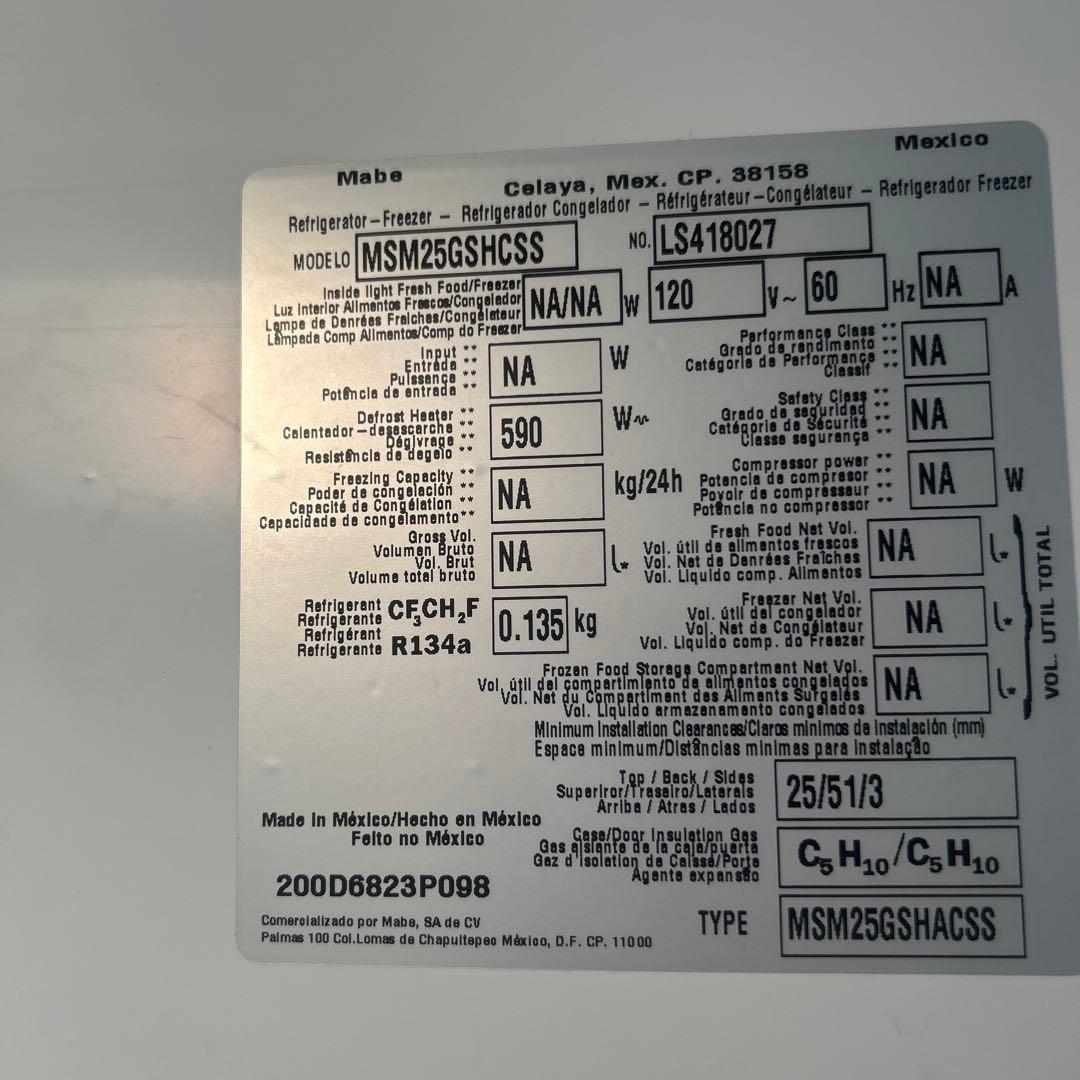 Mabe
Mexico
Celaya, Mex. CP. 38158
Refrigerator-Freezer - Refrigerador Congelador - Réfrigérateur-Congélateur - Refrigerador Freezer
MODELO MSM25GSHCSS NO. LS418027
Inside light Fresh Food/Freezer
Luz Interior Alimentos Frescos/Congelador
Lampe de Denrées Fraîches/Congélateur
Lâmpada Comp Alimentos/Comp do Freezer
NA/NA W 120 V~ 60 Hz NA A
Input **
Entrada **
Puissance **
Potência de entrada **
NA W
Performance Class **
Grado de rendimento **
Catégorie de Performance **
Classif **
NA
Defrost Heater **
Calentador-desescarche **
Dégivrage **
Resistência de degelo **
590 W~
Safety Class **
Grado de seguridad **
Catégorie de Sécurité **
Classe segurança **
NA
Freezing Capacity **
Poder de congelación **
Capacité de Congélation **
Capacidade de congelamento **
NA kg/24h
Compressor power **
Potencia de compresor **
Povoir de compresseur **
Potência no compressor **
NA W
Gross Vol.
Volumen Bruto
Vol. Brut
Volume total bruto
NA L*
Fresh Food Net Vol.
Vol. útil de alimentos frescos
Vol. Net de Denrées Fraîches
Vol. Liquido comp. Alimentos
NA L*
Refrigerant
Refrigerante
Refrigérant
Refrigerante
CF3CH2F
R134a
0.135 kg
Freezer Net Vol.
Vol. útil del congelador
Vol. Net de Congélateur
Vol. Liquido comp. do Freezer
NA L*
Frozen Food Storage Compartment Net Vol.
Vol. útil del compartimiento de alimentos congelados
Vol. Net du Compartiment des Aliments Surgelés
Vol. Liquido armazenamento congelados
NA L*
VOL. UTIL TOTAL
Minimum Installation Clearances/Claros minimos de instalación (mm)
Espace minimum/Distâncias minimas para instalação
Top / Back / Sides
Superiror/Traseiro/Laterais
Arriba / Atras / Lados
25/51/3
Made in México/Hecho en México
Feito no México
Case/Door Insulation Gas
Gas aislante de la caja/puerta
Gaz d'isolation de Caisse/Porte
Agente expansão
C5H10/C5H10
200D6823P098
Comercializado por Mabe, SA de CV
Palmas 100 Col.Lomas de Chapultepec México, D.F. CP. 11000
TYPE MSM25GSHACSS